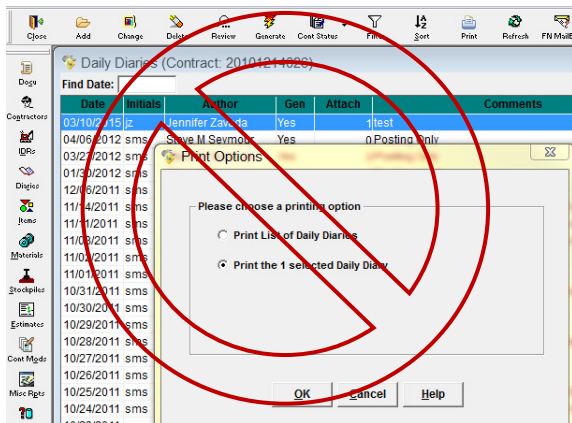 Close Add Change Delete Review Generate Cont Status Filter Sort Print Refresh FN MailB
Daily Diaries (Contract: 20101214026)
Find Date:
Date Initials Author Gen Attach Comments
03/10/2015 jz Jennifer Zavada Yes 1 test
04/06/2012 sms Steve M Seymour Yes 0 Posting Only
03/27/2012 sms
01/30/2012 sms
12/06/2011 sms
11/14/2011 sms
11/11/2011 sms
11/03/2011 sms
11/02/2011 sms
11/01/2011 sms
10/31/2011 sms
10/30/2011 sms
10/29/2011 sms
10/28/2011 sms
10/27/2011 sms
10/26/2011 sms
10/25/2011 sms
10/24/2011 sms
Docu
Contractors
IDRs
Diaries
Items
Materials
Stockpiles
Estimates
Cont Mods
Misc Rpts
Print Options
Please choose a printing option
Print List of Daily Diaries
Print the 1 selected Daily Diary
OK Cancel Help